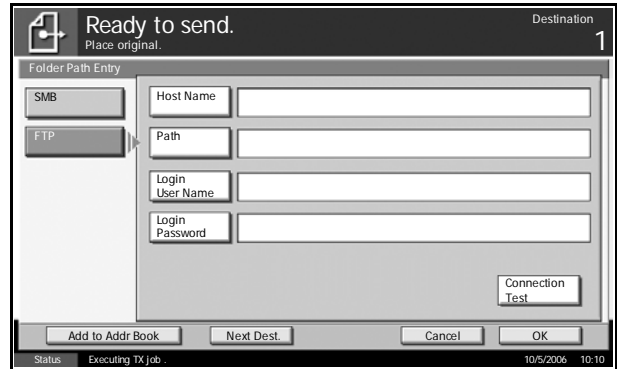 Ready to send.
Destination
Place original.
1
Folder Path Entry
SMB
Host Name
FTP
Path
Login
User Name
Login
Password
Connection
Test
Add to Addr Book
Next Dest.
Cancel
OK
Status
Executing TX job .
10/5/2006 10:10